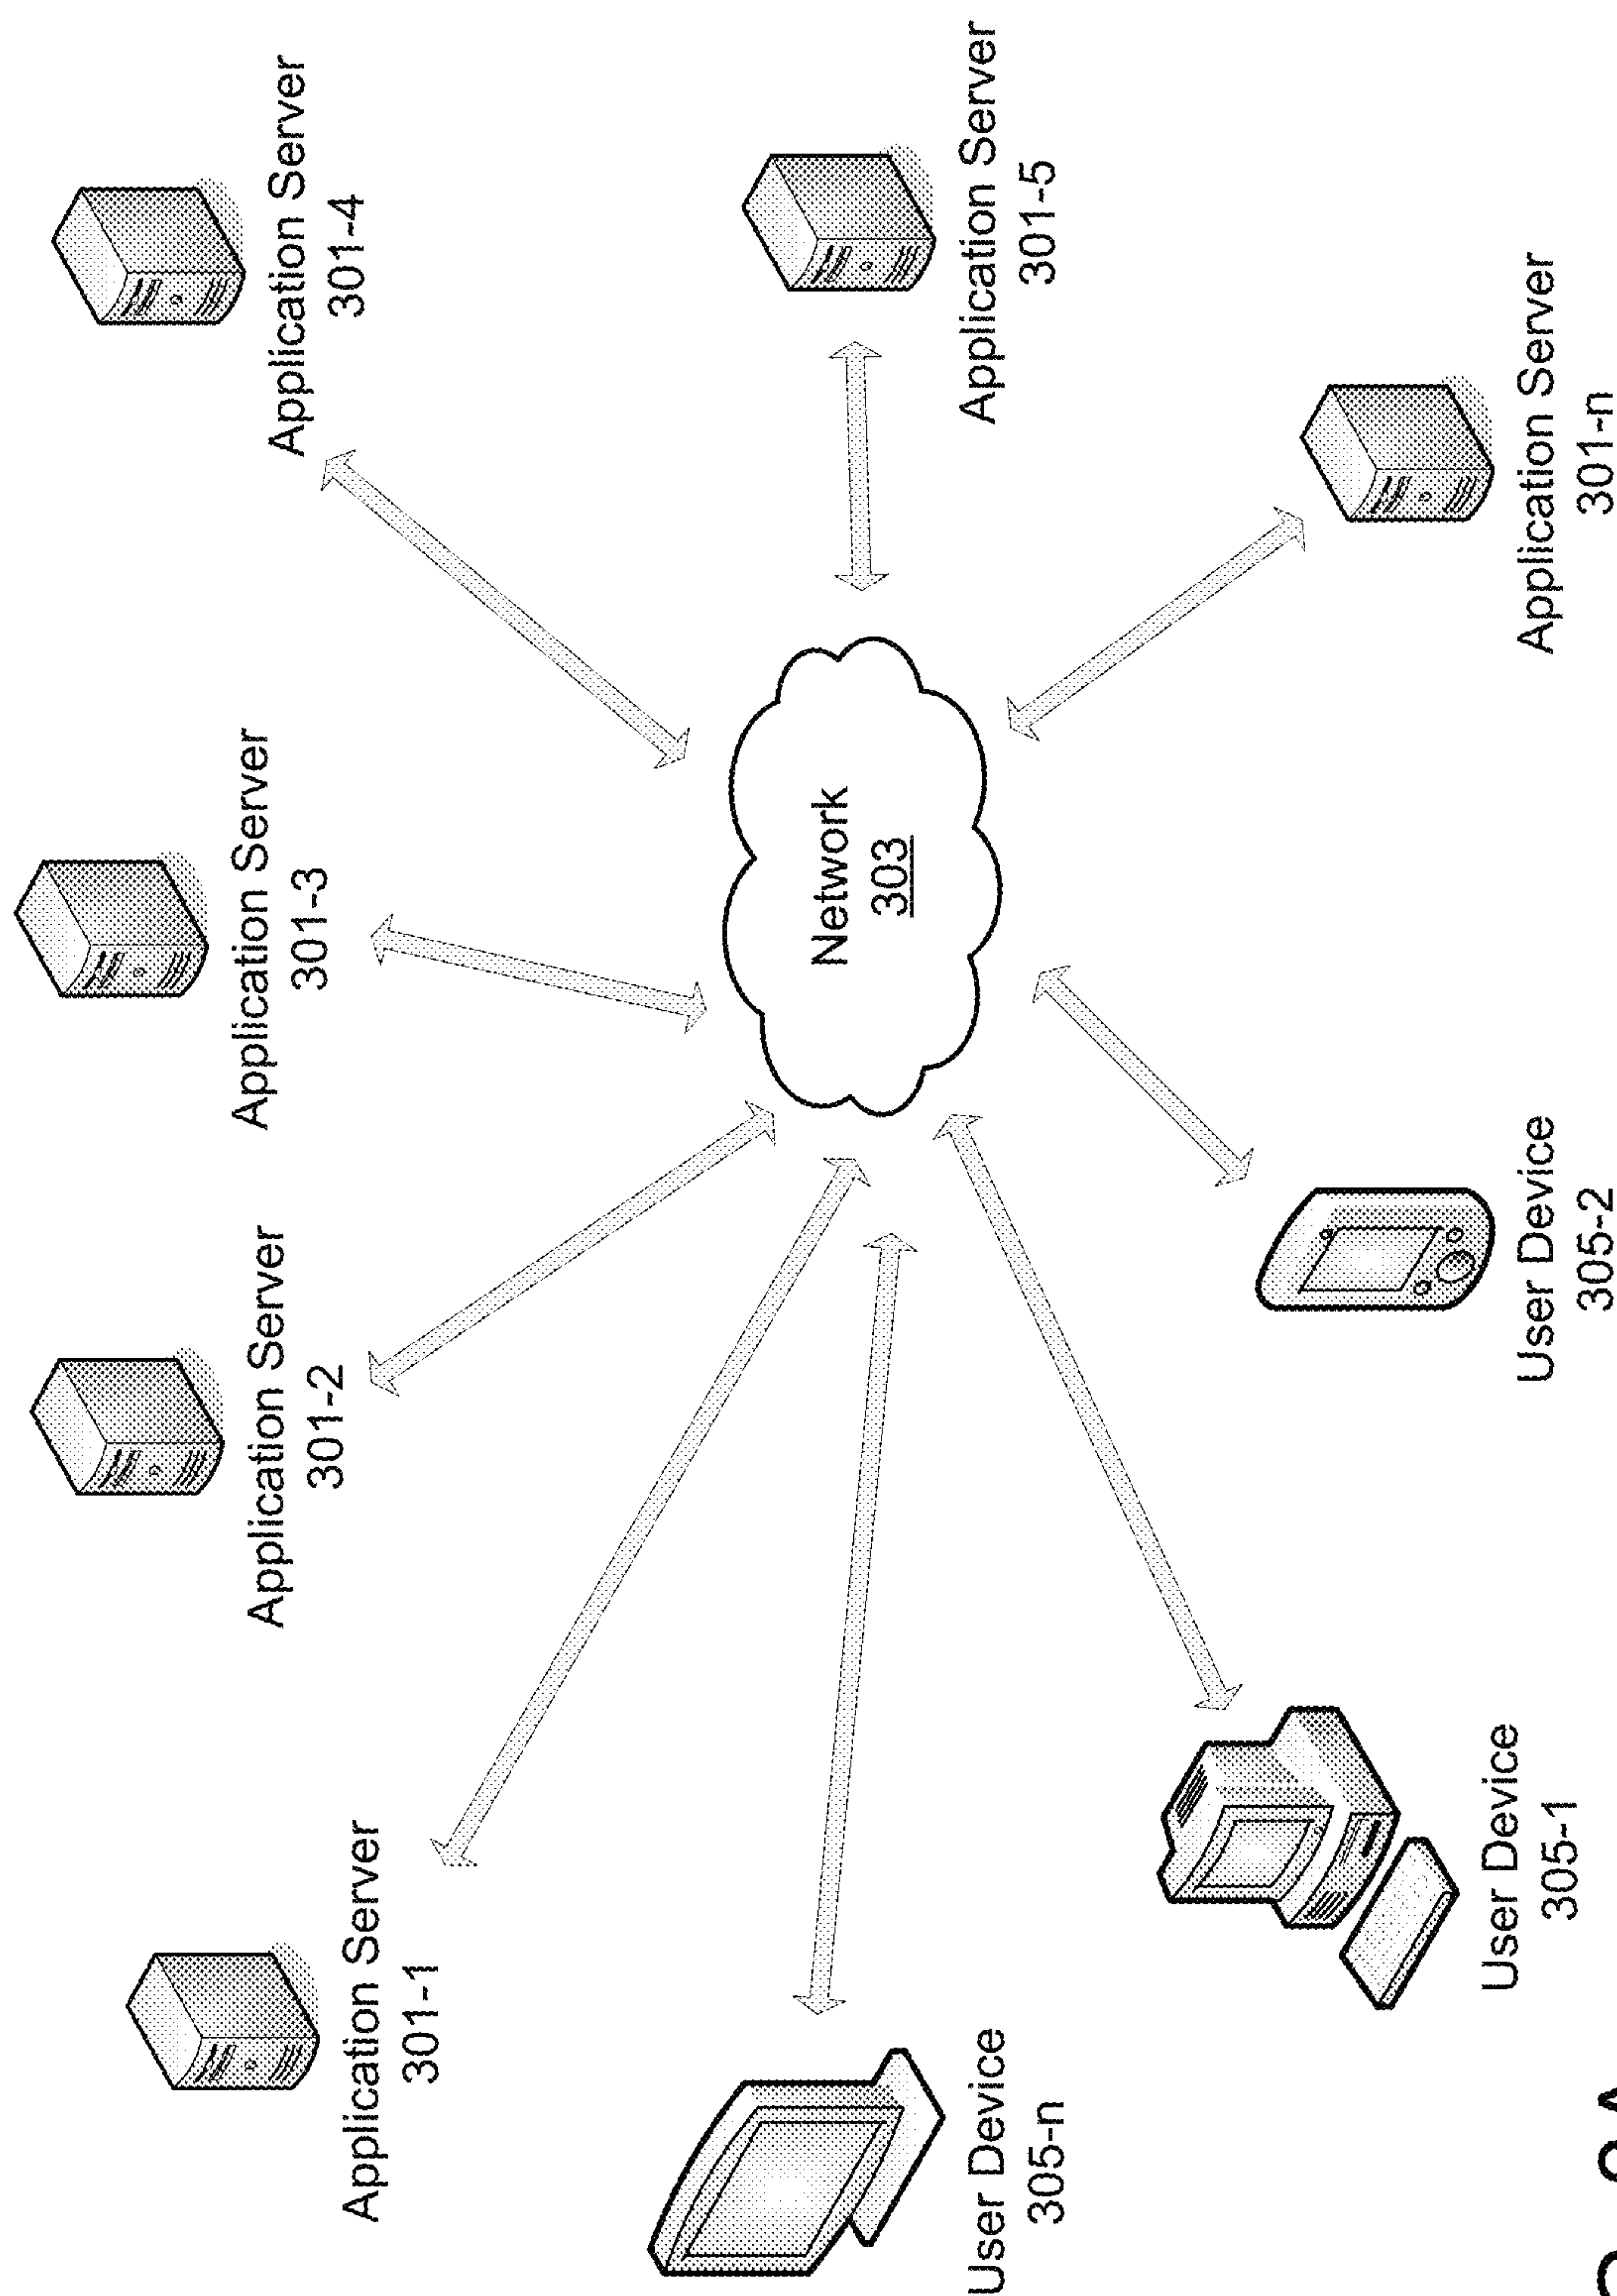 Application Server
301-1
Application Server
301-2
Application Server
301-3
Application Server
301-4
Network
303
User Device
305-n
Application Server
301-5
User Device
305-1
User Device
305-2
Application Server
301-n